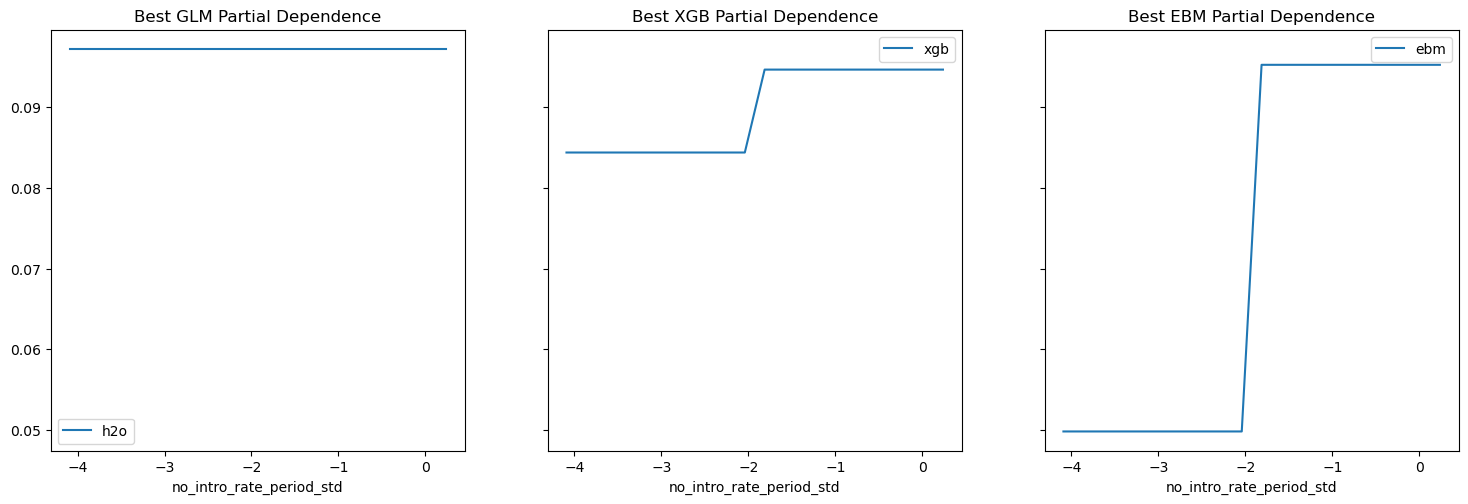 Best GLM Partial Dependence
0.09
0.08
0.07
0.06
0.05
h2o
−4 −3 −2 −1 0
no_intro_rate_period_std
Best XGB Partial Dependence
xgb
−4 −3 −2 −1 0
no_intro_rate_period_std
Best EBM Partial Dependence
ebm
−4 −3 −2 −1 0
no_intro_rate_period_std